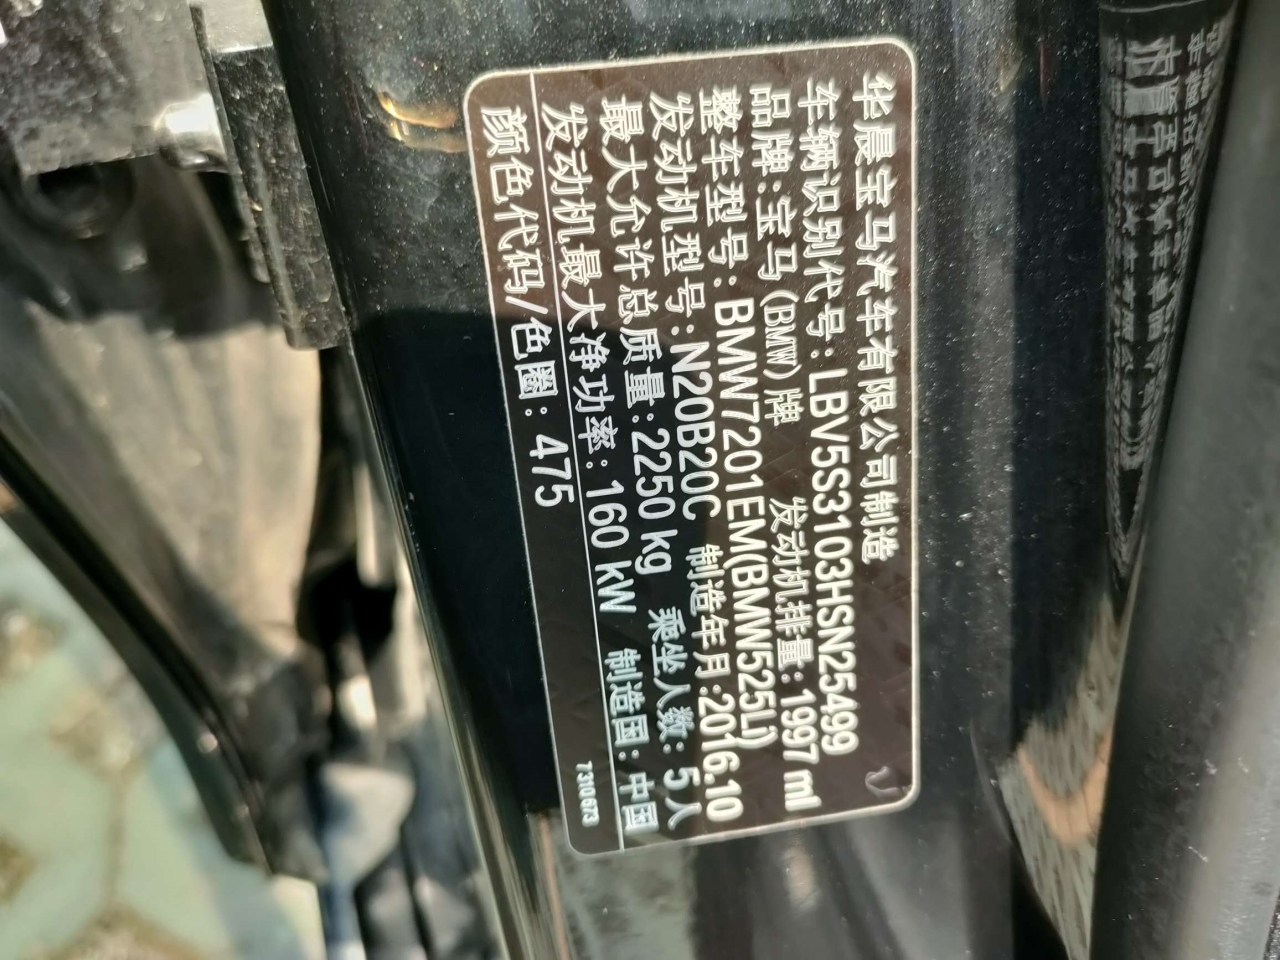 华晨宝马汽车有限公司制造
车辆识别代号:LBV5S3103HSN25499
品牌:宝马(BMW)牌 发动机排量:1997 ml
整车型号:BMW7201EM(BMW525Li)
发动机型号:N20B20C 制造年月:2016.10
最大允许总质量:2250 kg 乘坐人数:5人
发动机最大净功率:160 kW 制造国:中国
颜色代码/色圈:475 7310673